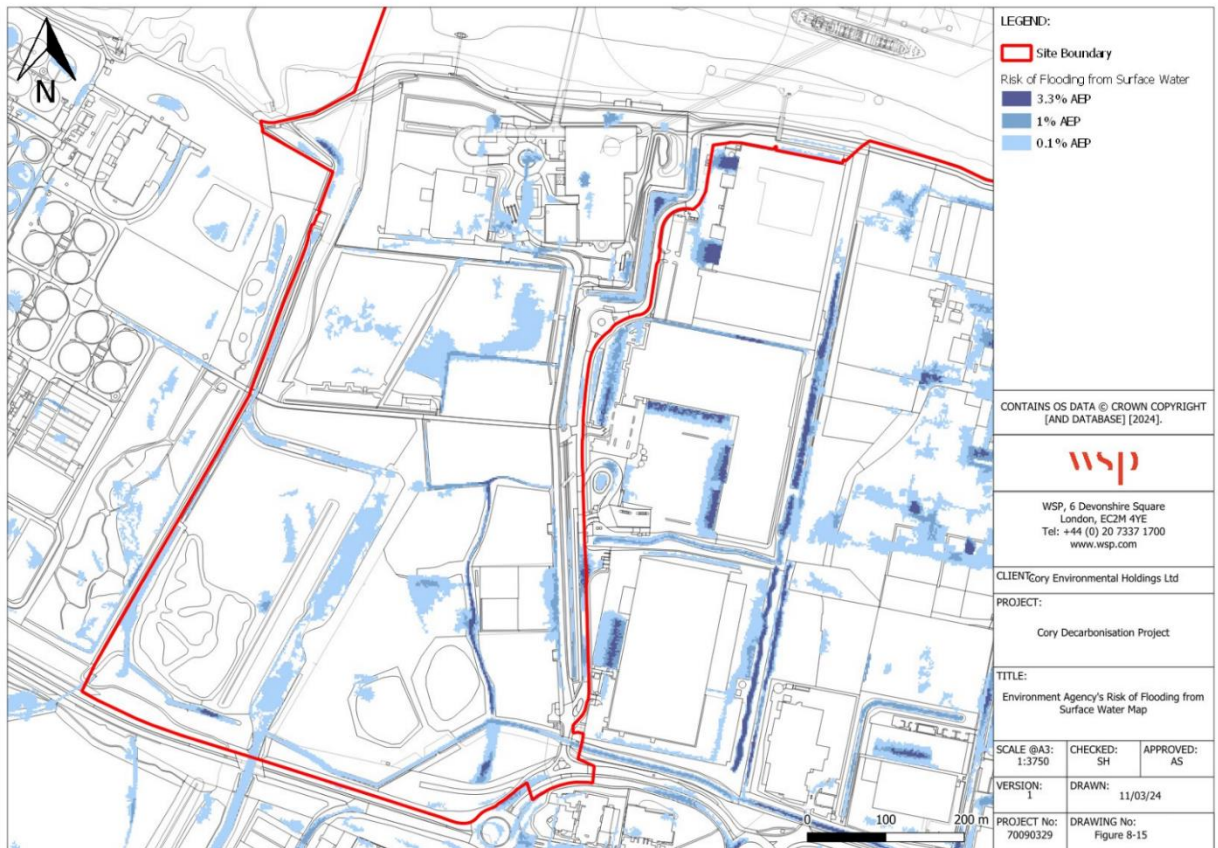 N
LEGEND:
Site Boundary
Risk of Flooding from Surface Water
3.3% AEP
1% AEP
0.1% AEP
CONTAINS OS DATA © CROWN COPYRIGHT
[AND DATABASE] [2024].
wsp
WSP, 6 Devonshire Square
London, EC2M 4YE
Tel: +44 (0) 20 7337 1700
www.wsp.com
CLIENT: Cory Environmental Holdings Ltd
PROJECT:
Cory Decarbonisation Project
TITLE:
Environment Agency's Risk of Flooding from
Surface Water Map
SCALE @A3: CHECKED: APPROVED:
1:3750 SH AS
VERSION: DRAWN:
1 11/03/24
PROJECT No: DRAWING No:
70090329 Figure 8-15
0 100 200 m